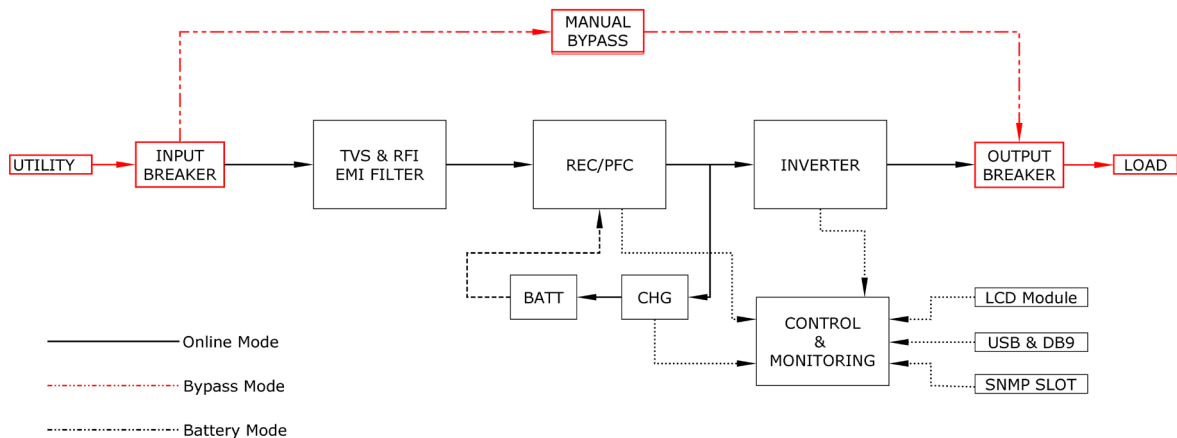 MANUAL
BYPASS
UTILITY
INPUT
BREAKER
TVS & RFI
EMI FILTER
REC/PFC
INVERTER
OUTPUT
BREAKER
LOAD
BATT
CHG
CONTROL
&
MONITORING
LCD Module
USB & DB9
SNMP SLOT
Online Mode
Bypass Mode
Battery Mode